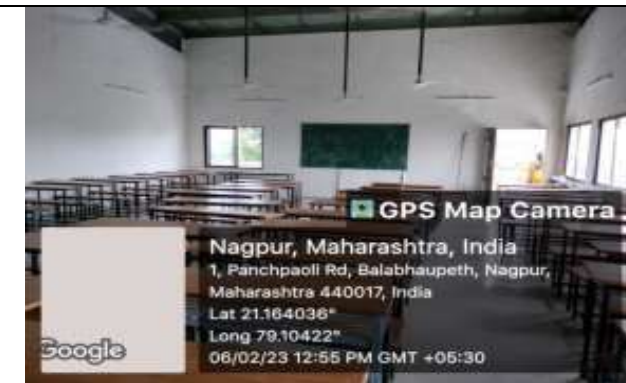 GPS Map Camera
Nagpur, Maharashtra, India
1, Panchpaoli Rd, Balabhaupeth, Nagpur,
Maharashtra 440017, India
Lat 21.164036°
Long 79.10422°
06/02/23 12:55 PM GMT +05:30
Google